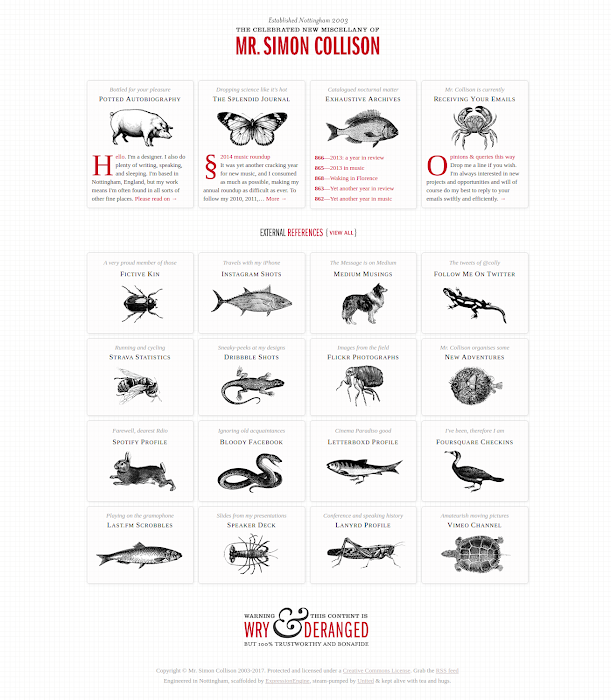 Established Nottingham 2003
THE CELEBRATED NEW MISCELLANY OF
MR. SIMON COLLISON
Bottled for your pleasure
POTTED AUTOBIOGRAPHY
Hello. I'm a designer. I also do
plenty of writing, speaking,
and sleeping. I'm based in
Nottingham, England, but my work
means I'm often found in all sorts of
other fine places. Please read on →
Dropping science like it's hot
THE SPLENDID JOURNAL
§ 2014 music roundup
It was yet another cracking year
for new music, and I consumed
as much as possible, making my
annual roundup as difficult as ever. To
follow my 2010, 2011,… More →
Catalogued nocturnal matter
EXHAUSTIVE ARCHIVES
866—2013: a year in review
865—2013 in music
868—Waking in Florence
863—Yet another year in review
862—Yet another year in music
Mr. Collison is currently
RECEIVING YOUR EMAILS
Opinions & queries this way
Drop me a line if you wish.
I'm always interested in new
projects and opportunities and will of
course do my best to reply to your
emails swiftly and efficiently. →
EXTERNAL REFERENCES { VIEW ALL }
A very proud member of those
FICTIVE KIN
Travels with my iPhone
INSTAGRAM SHOTS
The Message is on Medium
MEDIUM MUSINGS
The tweets of @colly
FOLLOW ME ON TWITTER
Running and cycling
STRAVA STATISTICS
Sneaky-peeks at my designs
DRIBBBLE SHOTS
Images from the field
FLICKR PHOTOGRAPHS
Mr. Collison organises some
NEW ADVENTURES
Farewell, dearest Rdio
SPOTIFY PROFILE
Ignoring old acquaintances
BLOODY FACEBOOK
Cinema Paradiso good
LETTERBOXD PROFILE
I've been, therefore I am
FOURSQUARE CHECKINS
Playing on the gramophone
LAST.FM SCROBBLES
Slides from my presentations
SPEAKER DECK
Conference and speaking history
LANYRD PROFILE
Amateurish moving pictures
VIMEO CHANNEL
WARNING & THIS CONTENT IS
WRY & DERANGED
BUT 100% TRUSTWORTHY AND BONAFIDE
Copyright © Mr. Simon Collison 2003-2017. Protected and licensed under a Creative Commons License. Grab the RSS feed
Engineered in Nottingham, scaffolded by ExpressionEngine, steam-pumped by United & kept alive with tea and hugs.